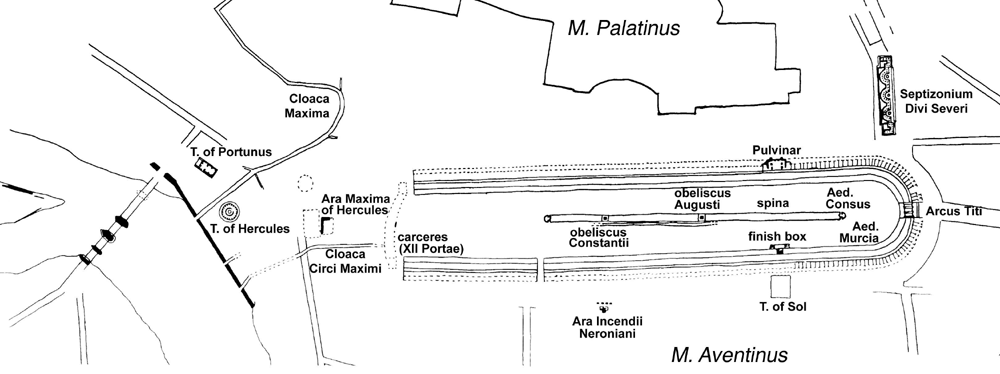 M. Palatinus
Cloaca
Maxima
Septizonium
Divi Severi
T. of Portunus
Pulvinar
Ara Maxima
of Hercules
obeliscus
Augusti
spina
Aed.
Consus
Arcus Titi
T. of Hercules
carceres
(XII Portae)
obeliscus
Constantii
finish box
Aed.
Murcia
Cloaca
Circi Maximi
T. of Sol
Ara Incendii
Neroniani
M. Aventinus